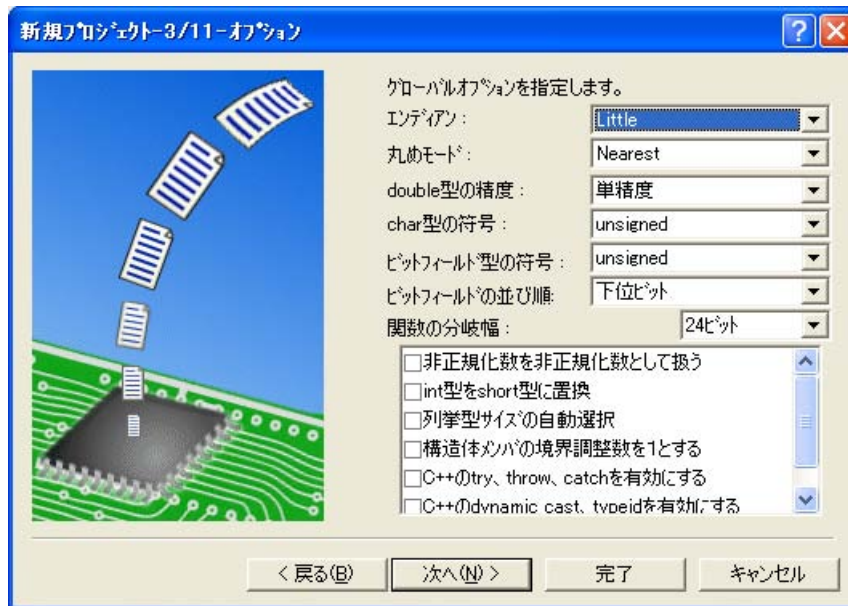 新規ﾌﾟﾛｼﾞｪｸﾄ-3/11-ｵﾌﾟｼｮﾝ
ｸﾞﾛｰﾊﾞﾙｵﾌﾟｼｮﾝを指定します。
ｴﾝﾃﾞｨｱﾝ : Little
丸めﾓｰﾄﾞ : Nearest
double型の精度 : 単精度
char型の符号 : unsigned
ﾋﾞｯﾄﾌｨｰﾙﾄﾞ型の符号 : unsigned
ﾋﾞｯﾄﾌｨｰﾙﾄﾞの並び順: 下位ﾋﾞｯﾄ
関数の分岐幅 : 24ﾋﾞｯﾄ
非正規化数を非正規化数として扱う
int型をshort型に置換
列挙型ｻｲｽﾞの自動選択
構造体ﾒﾝﾊﾞの境界調整数を1とする
C++のtry、throw、catchを有効にする
C++のdynamic_cast、typeidを有効にする
< 戻る(B) 次へ(N) > 完了 ｷｬﾝｾﾙ